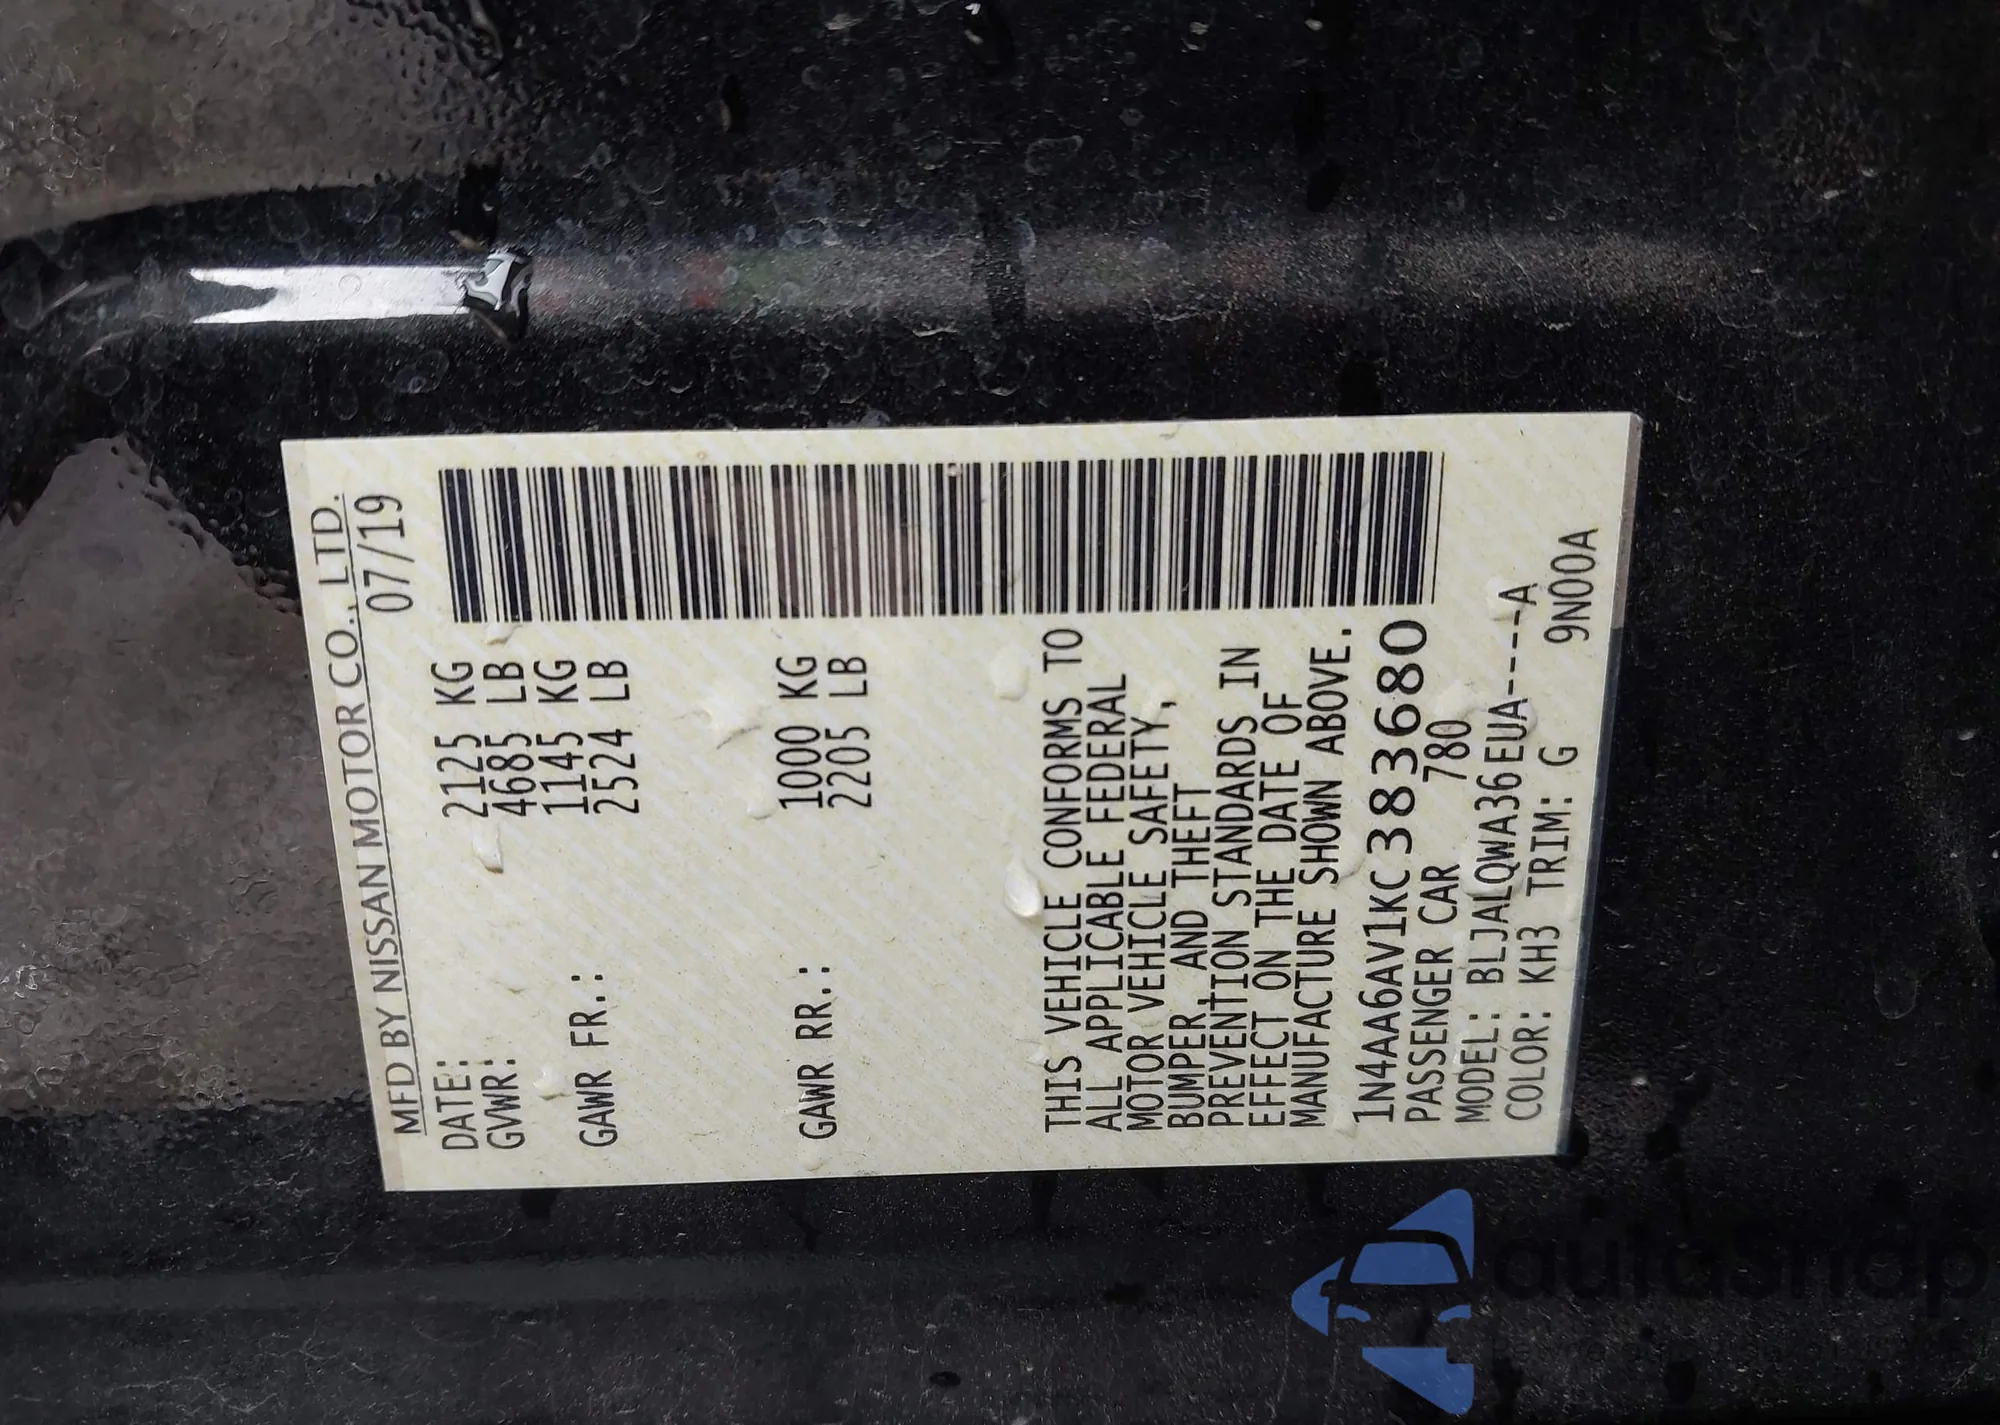 MFD BY NISSAN MOTOR CO., LTD.
DATE: 07/19
GVWR: 2125 KG
4685 LB
GAWR FR.: 1145 KG
2524 LB
GAWR RR.: 1000 KG
2205 LB
THIS VEHICLE CONFORMS TO
ALL APPLICABLE FEDERAL
MOTOR VEHICLE SAFETY,
BUMPER, AND THEFT
PREVENTION STANDARDS IN
EFFECT ON THE DATE OF
MANUFACTURE SHOWN ABOVE.
1N4AA6AV1KC383680
PASSENGER CAR 780
MODEL: BLJALQWA36EUA----A
COLOR: KH3 TRIM: G 9N00A
autosnap